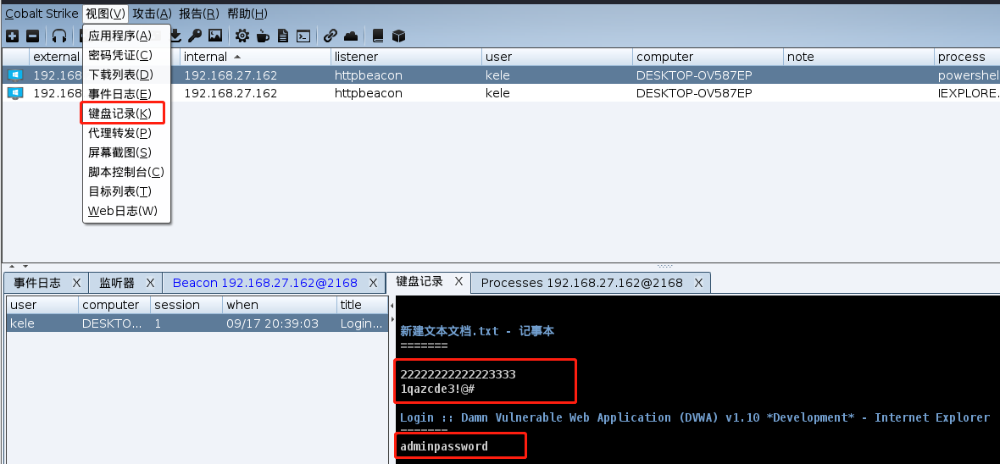 Cobalt Strike 视图(V) 攻击(A) 报告(R) 帮助(H)
应用程序(A)
密码凭证(C)
下载列表(D)
事件日志(E)
键盘记录(K)
代理转发(P)
屏幕截图(S)
脚本控制台(C)
目标列表(T)
Web日志(W)
external internal listener user computer note process
192.168 192.168.27.162 httpbeacon kele DESKTOP-OV587EP powershel
192.168 192.168.27.162 httpbeacon kele DESKTOP-OV587EP IEXPLORE.
事件日志 X 监听器 X Beacon 192.168.27.162@2168 X 键盘记录 X Processes 192.168.27.162@2168 X
user computer session when title
kele DESKTO... 1 09/17 20:39:03 Login...
新建文本文档.txt - 记事本
=======
22222222222223333
1qazcde3!@#
Login :: Damn Vulnerable Web Application (DVWA) v1.10 *Development* - Internet Explorer
=======
adminpassword